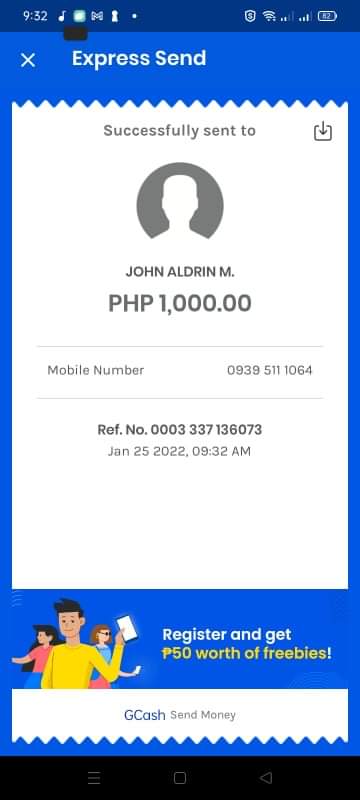 9:32
82
Express Send
Successfully sent to
JOHN ALDRIN M.
PHP 1,000.00
Mobile Number 0939 511 1064
Ref. No. 0003 337 136073
Jan 25 2022, 09:32 AM
Register and get
₱50 worth of freebies!
GCash Send Money